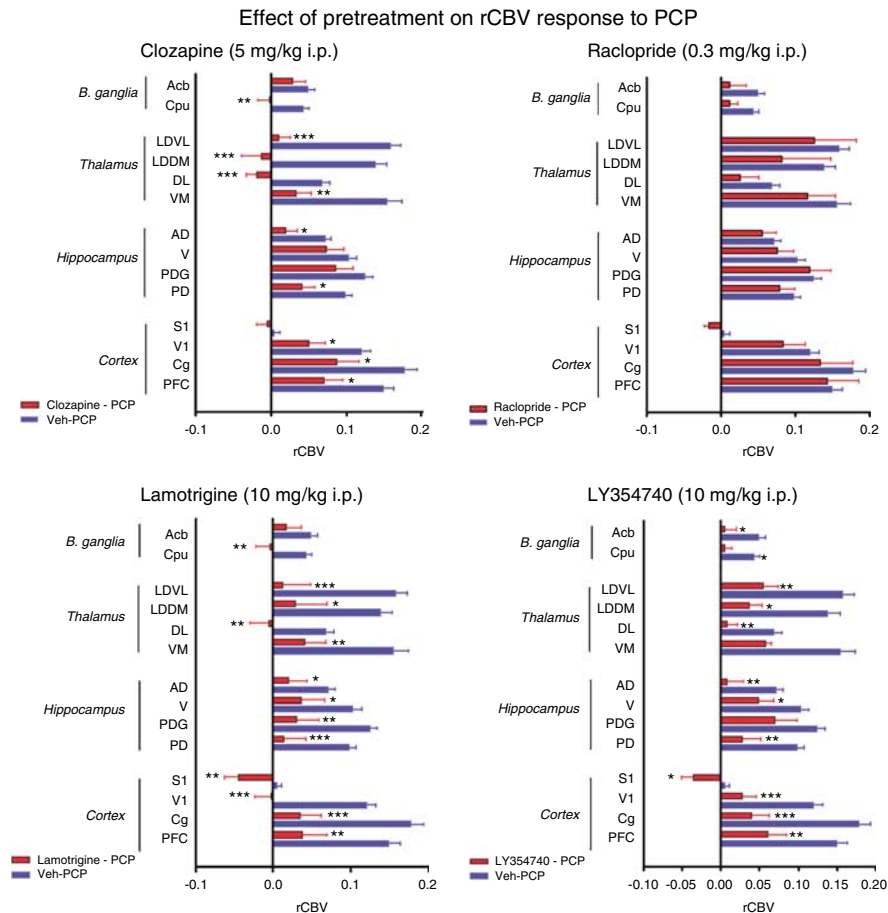 Effect of pretreatment on rCBV response to PCP
Clozapine (5 mg/kg i.p.)
B. ganglia
Acb
**
Cpu
Thalamus
LDVL
***
***
LDDM
***
DL
VM
**
Hippocampus
AD
*
V
PDG
PD
*
Cortex
S1
V1
*
Cg
*
PFC
*
Clozapine - PCP
Veh-PCP
-0.1 0.0 0.1 0.2
rCBV
Raclopride (0.3 mg/kg i.p.)
B. ganglia
Acb
Cpu
Thalamus
LDVL
LDDM
DL
VM
Hippocampus
AD
V
PDG
PD
Cortex
S1
V1
Cg
PFC
Raclopride - PCP
Veh-PCP
-0.1 0.0 0.1 0.2
rCBV
Lamotrigine (10 mg/kg i.p.)
B. ganglia
Acb
**
Cpu
Thalamus
LDVL
***
LDDM
*
**
DL
VM
**
Hippocampus
AD
*
V
*
PDG
**
PD
***
Cortex
**
S1
***
V1
Cg
***
PFC
**
Lamotrigine - PCP
Veh-PCP
-0.1 0.0 0.1 0.2
rCBV
LY354740 (10 mg/kg i.p.)
B. ganglia
Acb
*
Cpu
*
Thalamus
LDVL
**
LDDM
*
DL
**
VM
Hippocampus
AD
**
V
*
PDG
PD
**
Cortex
S1
*
V1
***
Cg
***
PFC
**
LY354740 - PCP
Veh-PCP
-0.10 -0.05 0.00 0.05 0.10 0.15 0.20
rCBV